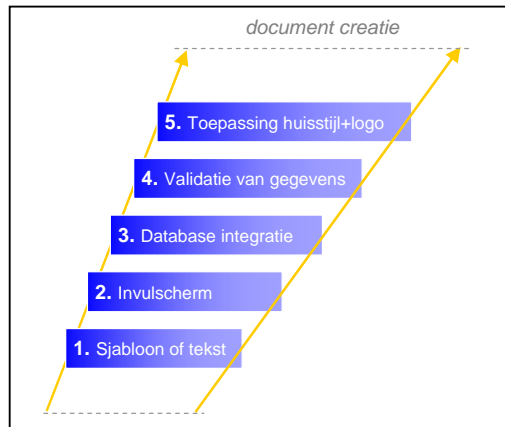 document creatie
5. Toepassing huisstijl+logo
4. Validatie van gegevens
3. Database integratie
2. Invulscherm
1. Sjabloon of tekst